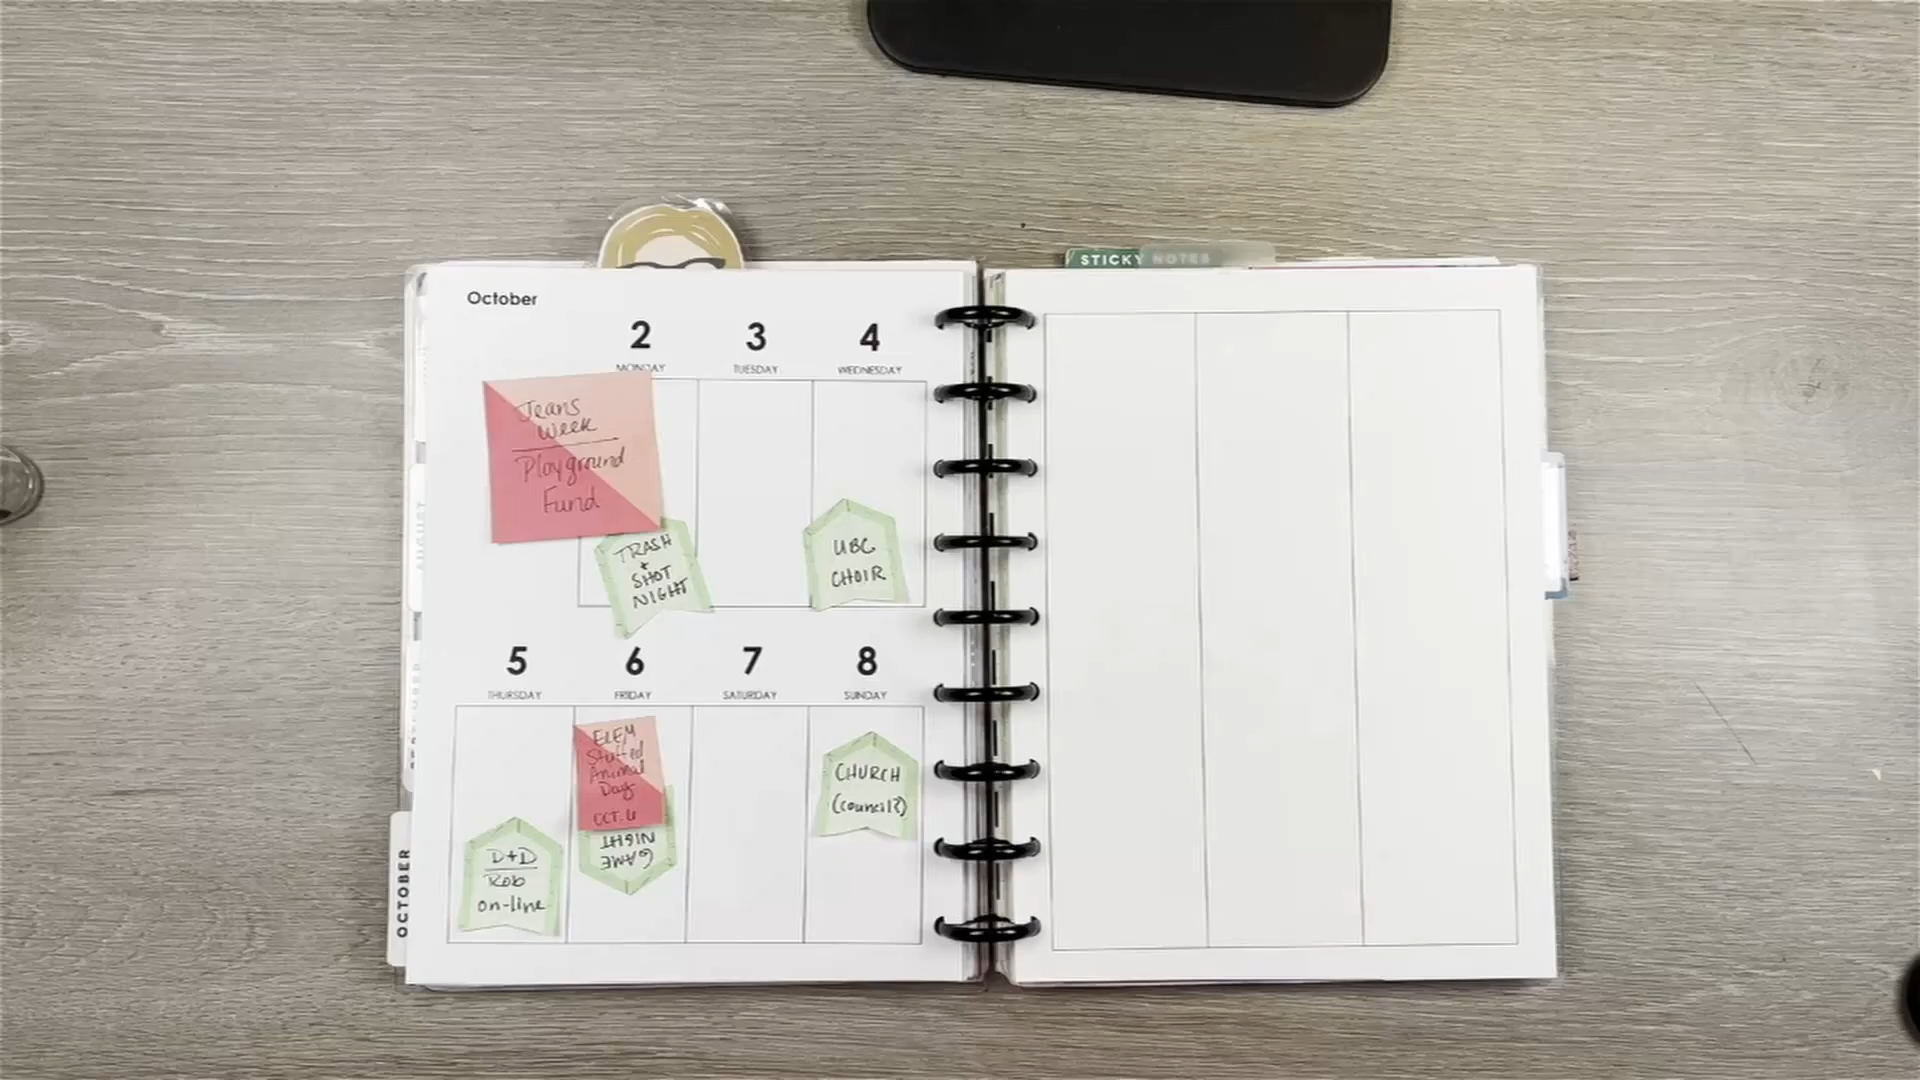 STICKY NOTES
October
2
3
4
MONDAY
TUESDAY
WEDNESDAY
Jeans
Week
Playground
Fund
TRASH
+
SHOT
NIGHT
UBC
CHOIR
5
6
7
8
THURSDAY
FRIDAY
SATURDAY
SUNDAY
ELEM
Stuffed
Animal
Day
OCT. 6
GAME
NIGHT
CHURCH
(council?)
D+D
Rob
on-line
OCTOBER
AUGUST